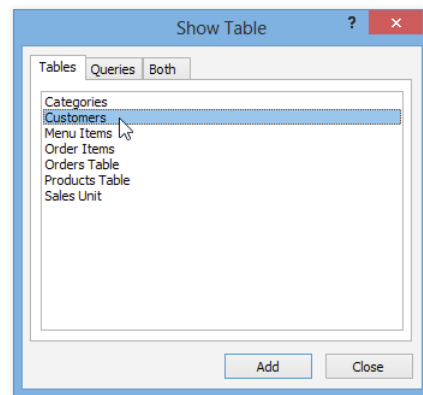 Show Table ? ×
Tables Queries Both
Categories
Customers
Menu Items
Order Items
Orders Table
Products Table
Sales Unit
Add Close